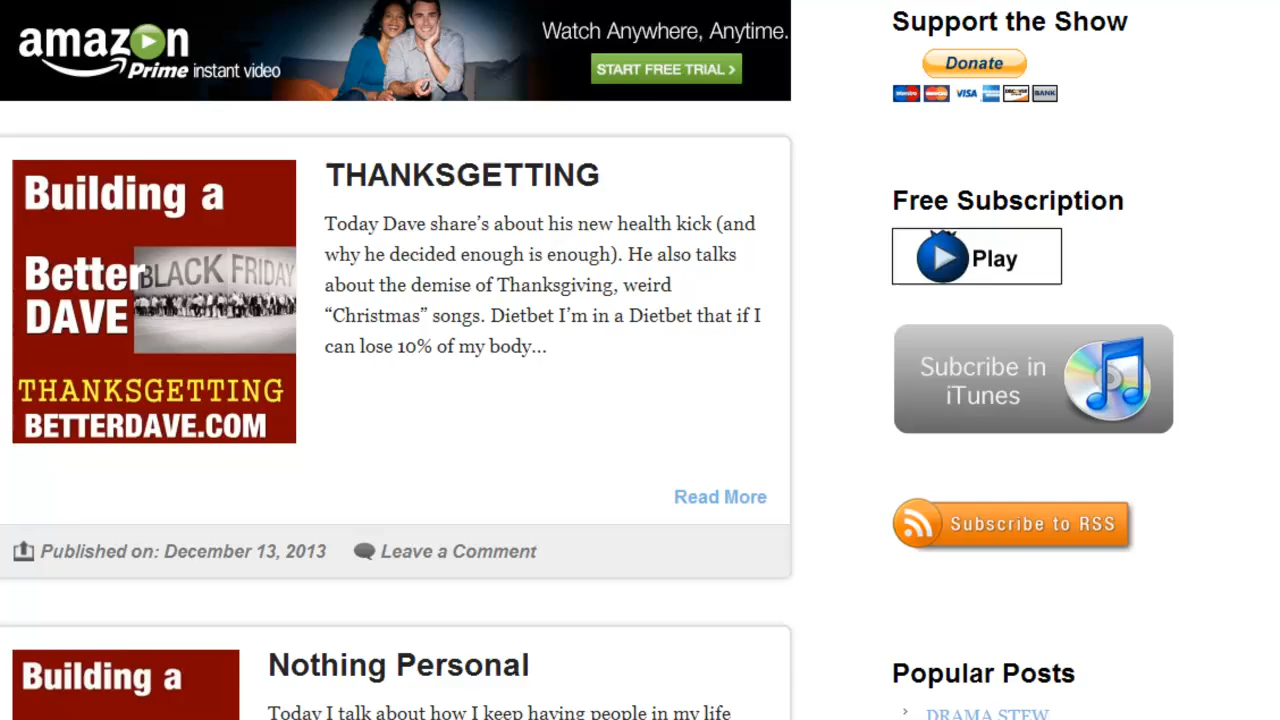 amazon
Prime instant video
Watch Anywhere, Anytime.
START FREE TRIAL >
Support the Show
Donate
VISA
BANK
Building a
Better
DAVE
BLACK FRIDAY
THANKSGETTING
BETTERDAVE.COM
THANKSGETTING
Today Dave share’s about his new health kick (and
why he decided enough is enough). He also talks
about the demise of Thanksgiving, weird
“Christmas” songs. Dietbet I’m in a Dietbet that if I
can lose 10% of my body…
Read More
Published on: December 13, 2013
Leave a Comment
Free Subscription
Play
Subcribe in
iTunes
Subscribe to RSS
Building a
Nothing Personal
Today I talk about how I keep having people in my life
Popular Posts
DRAMA STEW